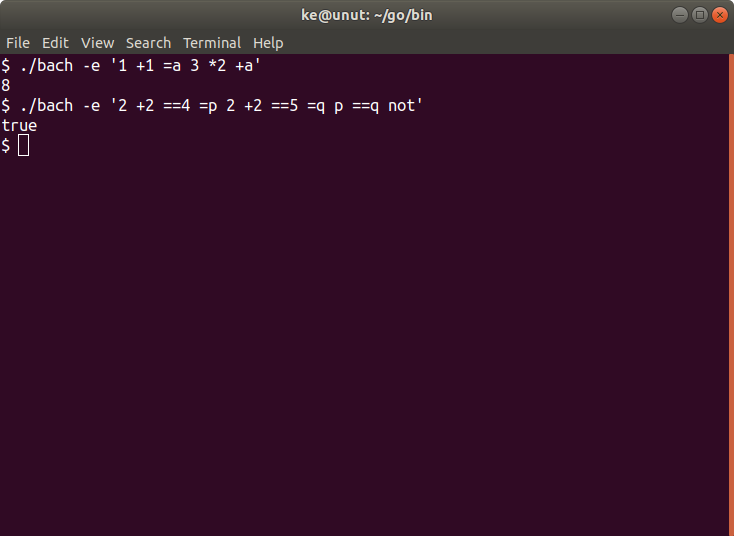 ke@unut: ~/go/bin
File Edit View Search Terminal Help
$ ./bach -e '1 +1 =a 3 *2 +a'
8
$ ./bach -e '2 +2 ==4 =p 2 +2 ==5 =q p ==q not'
true
$